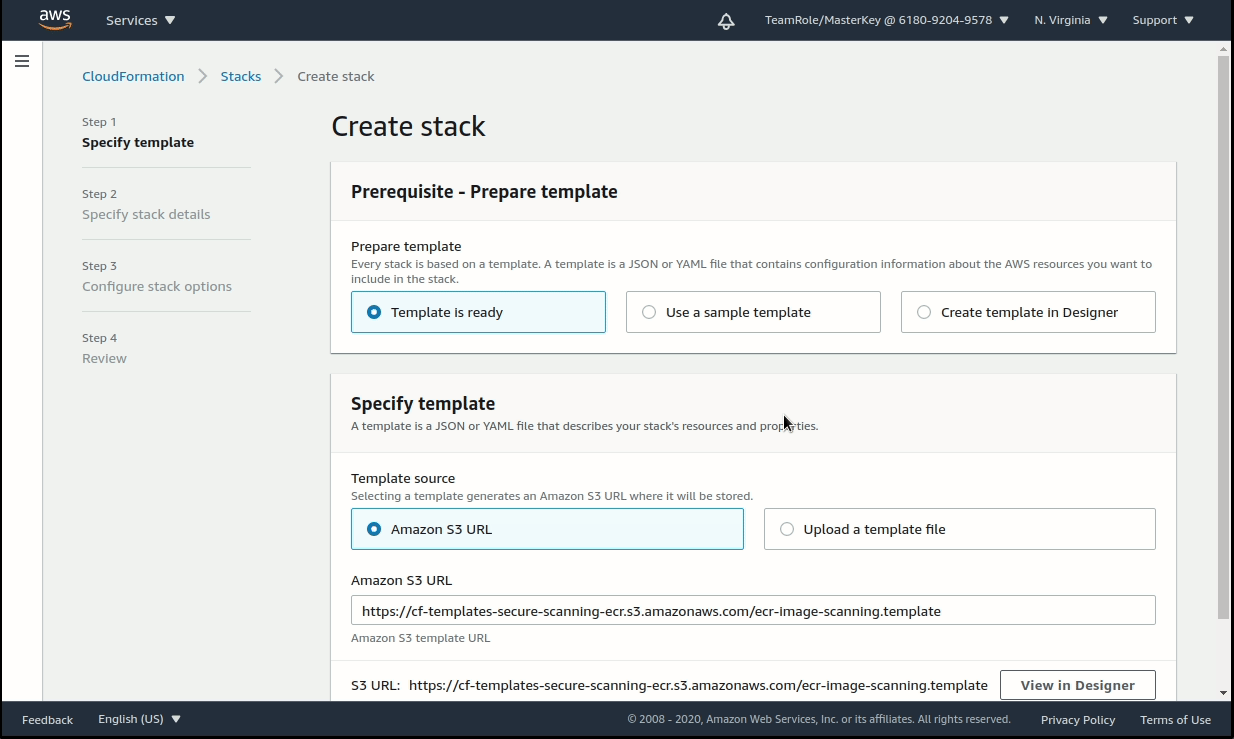 aws
Services
TeamRole/MasterKey @ 6180-9204-9578
N. Virginia
Support
CloudFormation
Stacks
Create stack
Step 1
Specify template
Step 2
Specify stack details
Step 3
Configure stack options
Step 4
Review
Create stack
Prerequisite - Prepare template
Prepare template
Every stack is based on a template. A template is a JSON or YAML file that contains configuration information about the AWS resources you want to
include in the stack.
Template is ready
Use a sample template
Create template in Designer
Specify template
A template is a JSON or YAML file that describes your stack's resources and properties.
Template source
Selecting a template generates an Amazon S3 URL where it will be stored.
Amazon S3 URL
Upload a template file
Amazon S3 URL
https://cf-templates-secure-scanning-ecr.s3.amazonaws.com/ecr-image-scanning.template
Amazon S3 template URL
S3 URL: https://cf-templates-secure-scanning-ecr.s3.amazonaws.com/ecr-image-scanning.template
View in Designer
Feedback
English (US)
© 2008 - 2020, Amazon Web Services, Inc. or its affiliates. All rights reserved.
Privacy Policy
Terms of Use